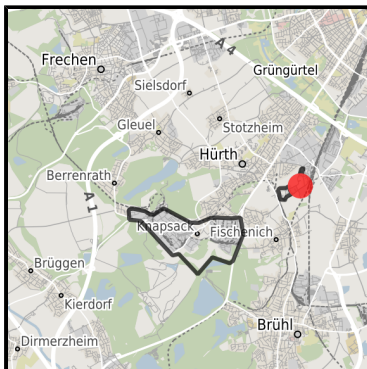 A 4
Frechen
Grüngürtel
Sielsdorf
Gleuel
Stotzheim
Hürth
Berrenrath
A 1
Knapsack
Fischenich
Brüggen
Kierdorf
Brühl
Dirmerzheim